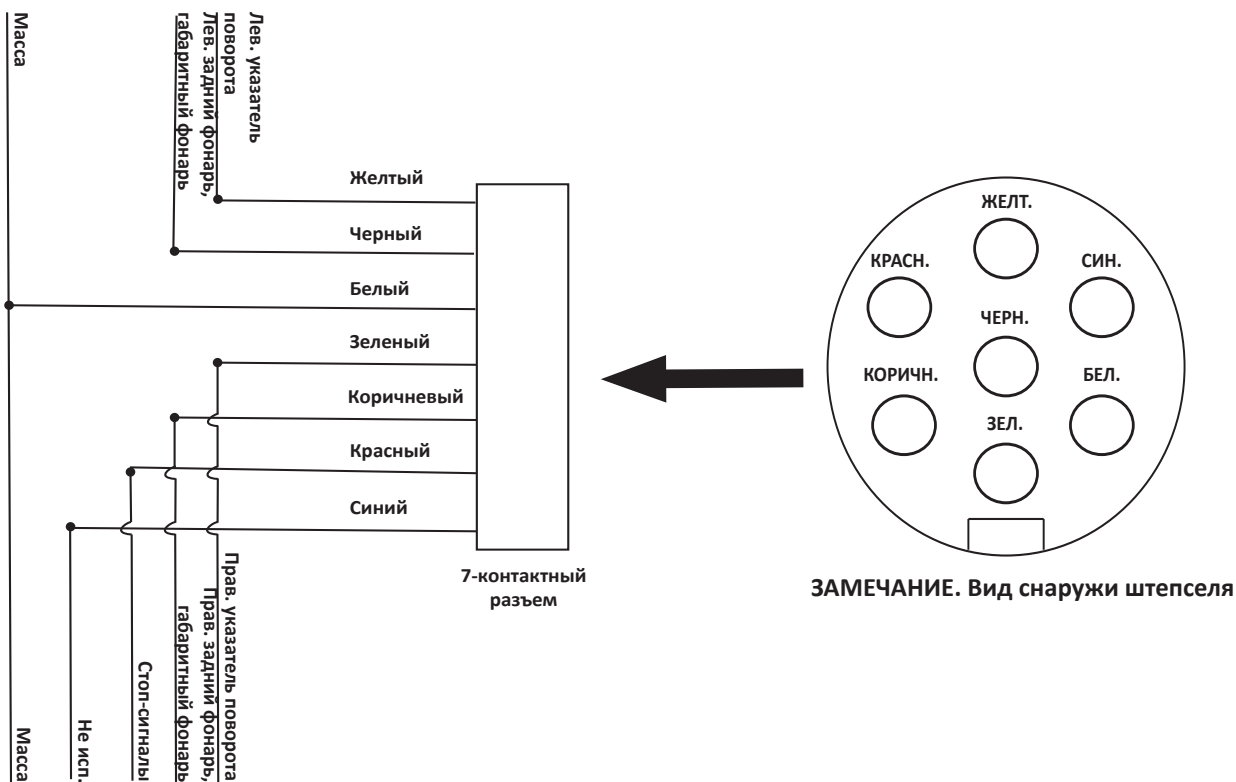 Масса
Лев. указатель
поворота
Лев. задний фонарь,
габаритный фонарь
Желтый
Черный
Белый
Зеленый
Коричневый
Красный
Синий
7-контактный
разъем
Прав. указатель поворота
Прав. задний фонарь,
габаритный фонарь
Стоп-сигналы
Не исп.
Масса
ЖЕЛТ.
КРАСН.
СИН.
ЧЕРН.
КОРИЧН.
БЕЛ.
ЗЕЛ.
ЗАМЕЧАНИЕ. Вид снаружи штепселя